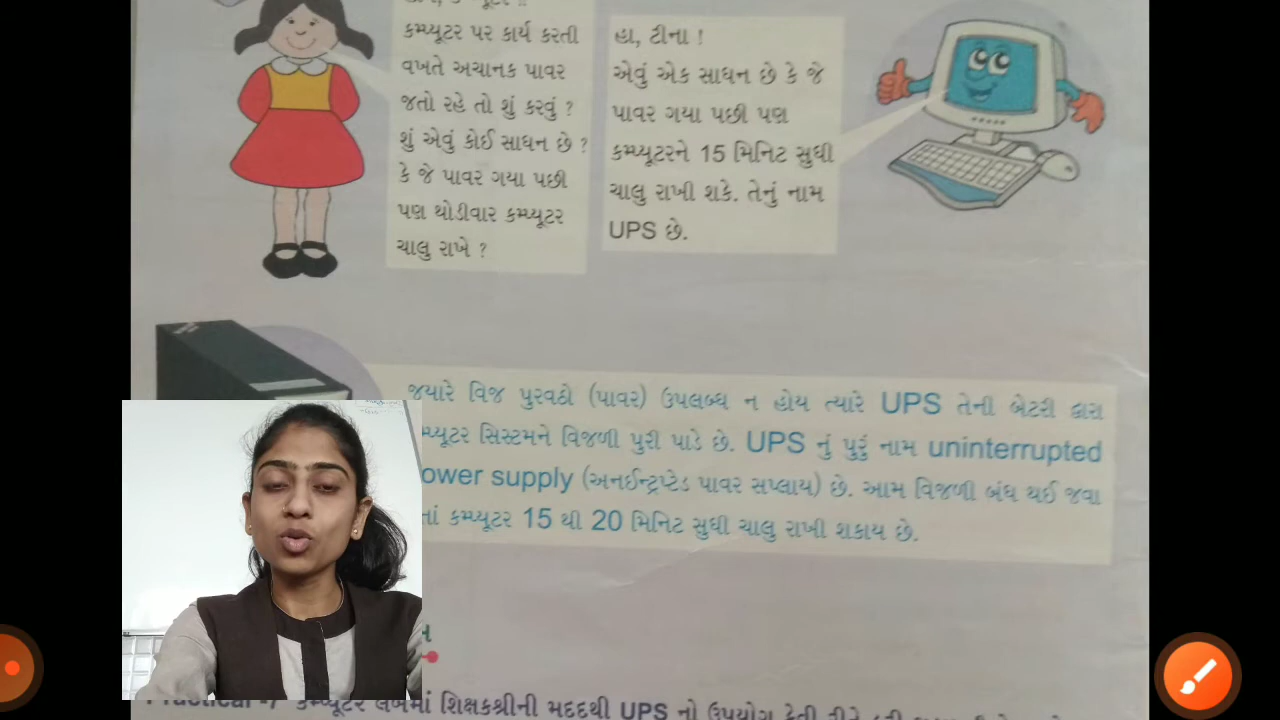 કમ્પ્યૂટર પર કાર્ય કરતી
વખતે અચાનક પાવર
જતો રહે તો શું કરવું ?
શું એવું કોઈ સાધન છે ?
કે જે પાવર ગયા પછી
પણ થોડીવાર કમ્પ્યૂટર
ચાલુ રાખે ?
હા, ટીના !
એવું એક સાધન છે કે જે
પાવર ગયા પછી પણ
કમ્પ્યૂટરને 15 મિનિટ સુધી
ચાલુ રાખી શકે. તેનું નામ
UPS છે.
જયારે વિજ પુરવઠો (પાવર) ઉપલબ્ધ ન હોય ત્યારે UPS તેની બેટરી દ્વારા
મ્પ્યૂટર સિસ્ટમને વિજળી પુરી પાડે છે. UPS નું પુરું નામ uninterrupted
ower supply (અનઈન્ટ્રપ્ટેડ પાવર સપ્લાય) છે. આમ વિજળી બંધ થઈ જવા
તાં કમ્પ્યૂટર 15 થી 20 મિનિટ સુધી ચાલુ રાખી શકાય છે.
Practical -7 કમ્પ્યૂટર લેબમાં શિક્ષકશ્રીની મદદથી UPS નો ઉપયોગ